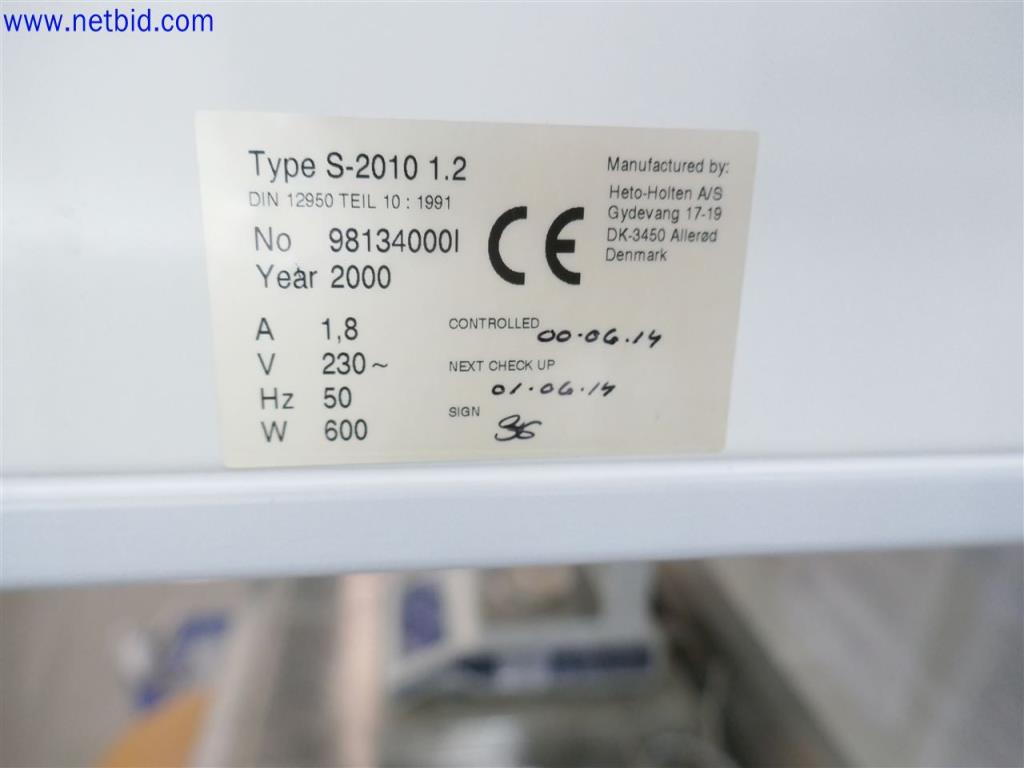 www.netbid.com
Type S-2010 1.2
DIN 12950 TEIL 10 : 1991
No 98134000I
Year 2000
A 1,8
V 230~
Hz 50
W 600
CE
Manufactured by:
Heto-Holten A/S
Gydevang 17-19
DK-3450 Allerød
Denmark
CONTROLLED 00.06.14
NEXT CHECK UP
01.06.14
SIGN